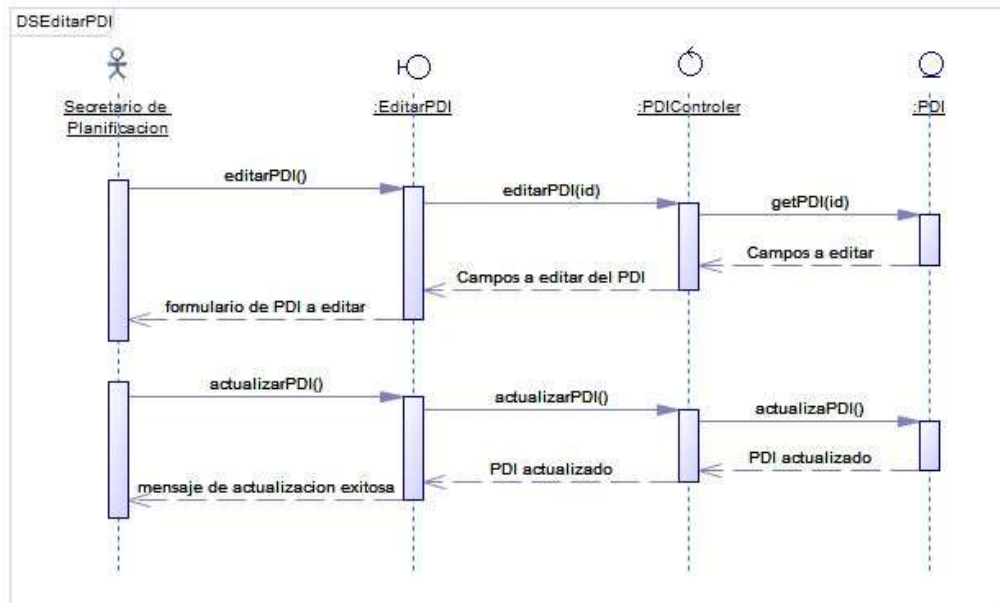 DSEditarPDI
Secretario de
Planificacion
:EditarPDI
:PDIControler
:PDI
editarPDI()
editarPDI(id)
getPDI(id)
Campos a editar
Campos a editar del PDI
formulario de PDI a editar
actualizarPDI()
actualizarPDI()
actualizaPDI()
PDI actualizado
PDI actualizado
mensaje de actualizacion exitosa